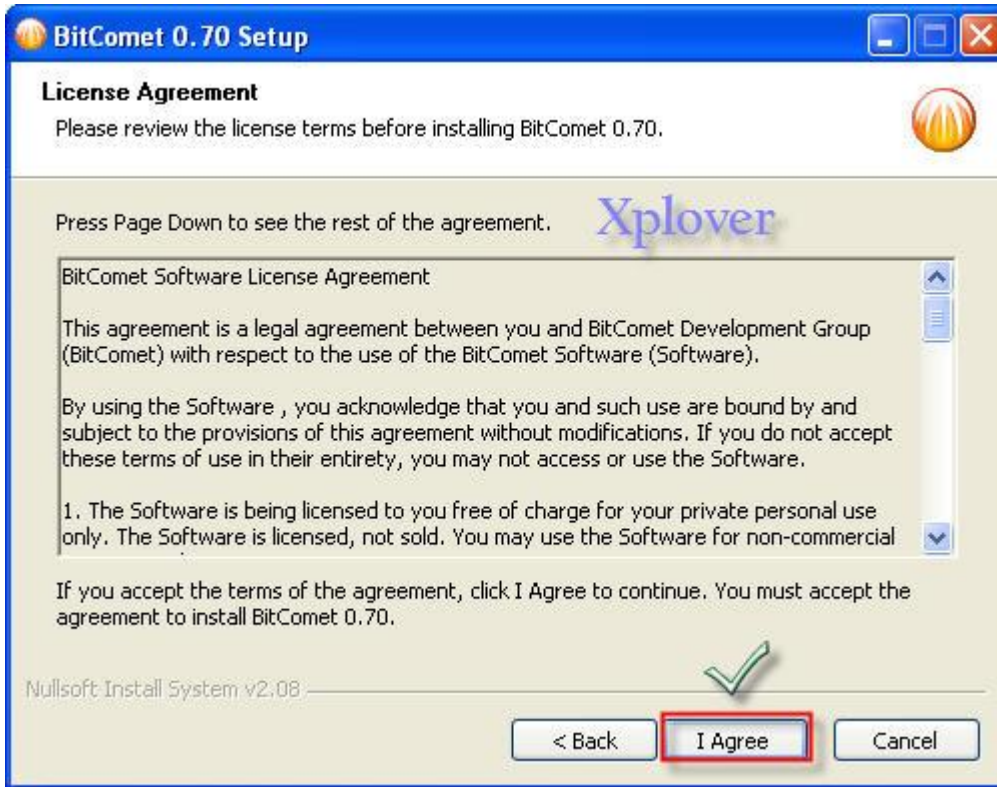 BitComet 0.70 Setup
License Agreement
Please review the license terms before installing BitComet 0.70.
Press Page Down to see the rest of the agreement.
Xplover
BitComet Software License Agreement
This agreement is a legal agreement between you and BitComet Development Group
(BitComet) with respect to the use of the BitComet Software (Software).
By using the Software , you acknowledge that you and such use are bound by and
subject to the provisions of this agreement without modifications. If you do not accept
these terms of use in their entirety, you may not access or use the Software.
1. The Software is being licensed to you free of charge for your private personal use
only. The Software is licensed, not sold. You may use the Software for non-commercial
If you accept the terms of the agreement, click I Agree to continue. You must accept the
agreement to install BitComet 0.70.
Nullsoft Install System v2.08
< Back
I Agree
Cancel